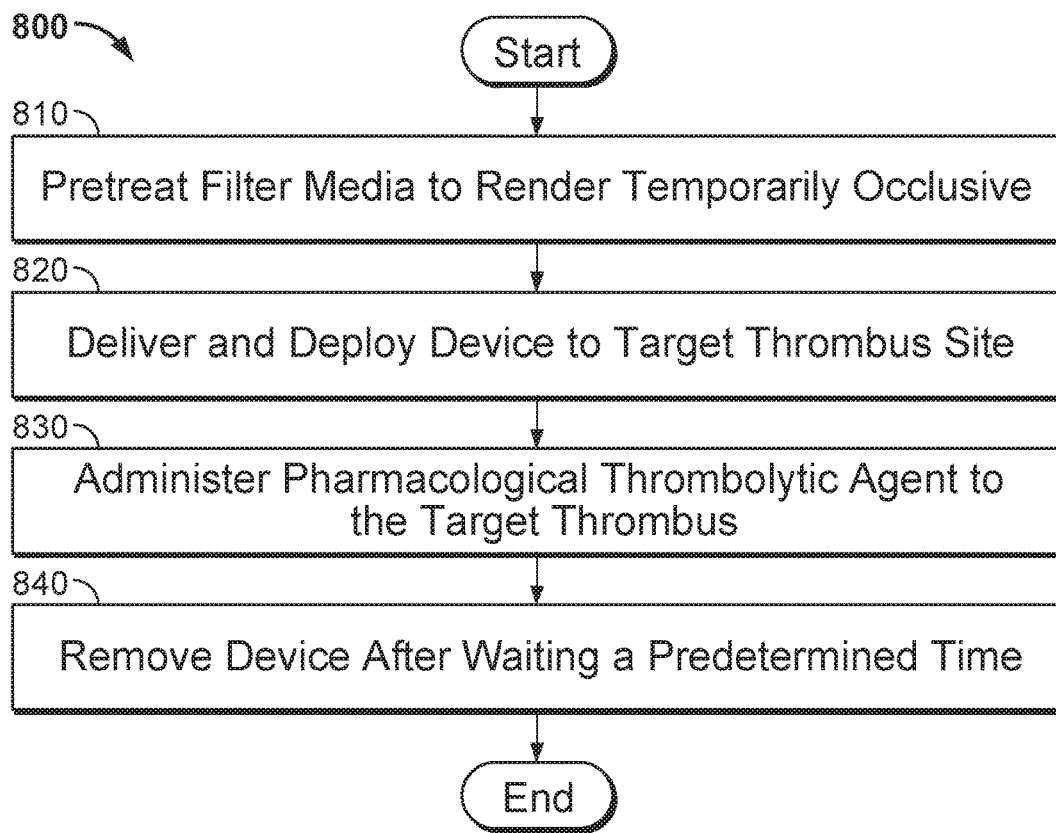 800
Start
810
Pretreat Filter Media to Render Temporarily Occlusive
820
Deliver and Deploy Device to Target Thrombus Site
830
Administer Pharmacological Thrombolytic Agent to
the Target Thrombus
840
Remove Device After Waiting a Predetermined Time
End